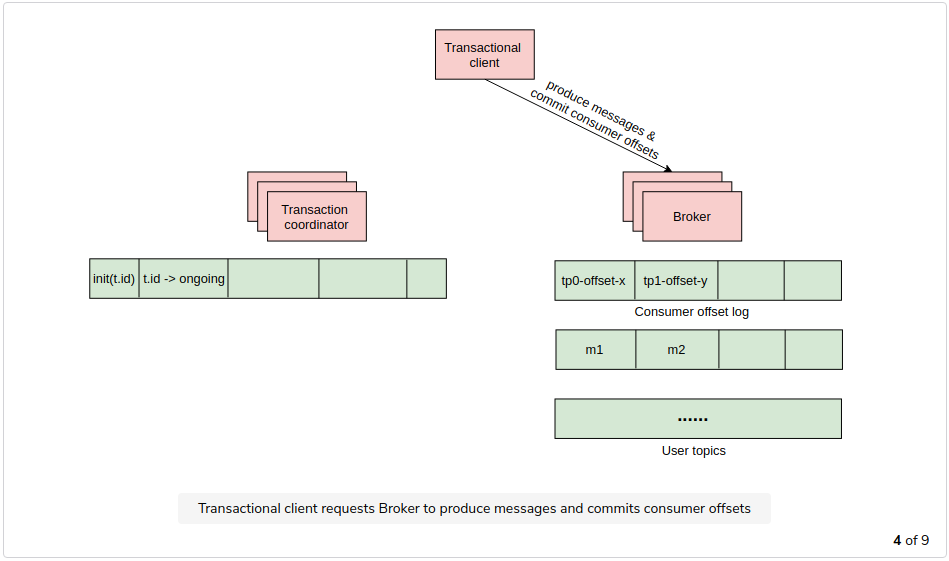 Transactional
client
produce messages &
commit consumer offsets
Transaction
coordinator
Broker
init(t.id) t.id -> ongoing
tp0-offset-x tp1-offset-y
Consumer offset log
m1 m2
......
User topics
Transactional client requests Broker to produce messages and commits consumer offsets
4 of 9